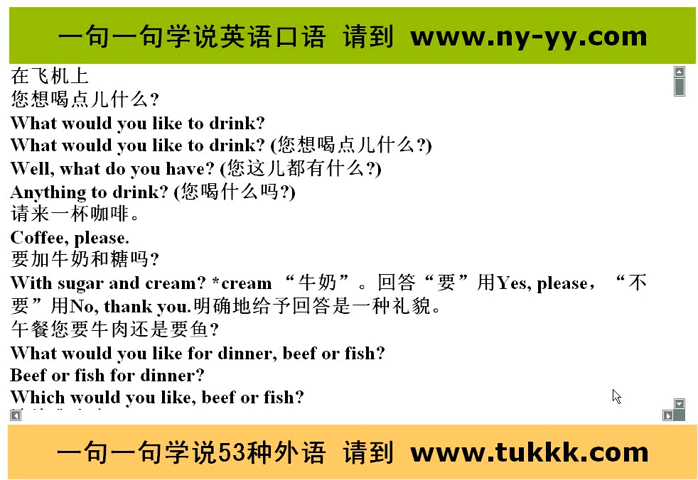 一句一句学说英语口语 请到 www.ny-yy.com
在飞机上
您想喝点儿什么?
What would you like to drink?
What would you like to drink? (您想喝点儿什么?)
Well, what do you have? (您这儿都有什么?)
Anything to drink? (您喝什么吗?)
请来一杯咖啡。
Coffee, please.
要加牛奶和糖吗?
With sugar and cream? *cream “牛奶”。回答“要”用Yes, please，“不
要”用No, thank you.明确地给予回答是一种礼貌。
午餐您要牛肉还是要鱼?
What would you like for dinner, beef or fish?
Beef or fish for dinner?
Which would you like, beef or fish?
一句一句学说53种外语 请到 www.tukkk.com